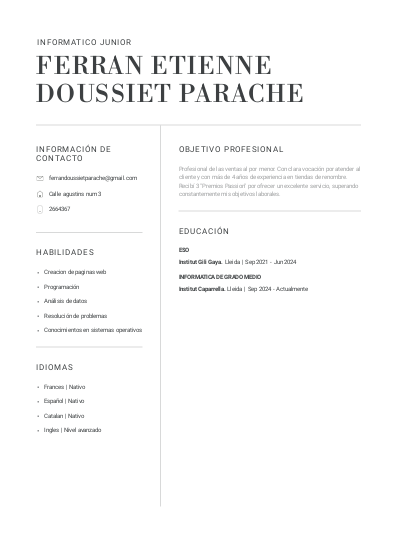 INFORMATICO JUNIOR
FERRAN ETIENNE
DOUSSIET PARACHE
INFORMACIÓN DE
CONTACTO
ferrandoussietparache@gmail.com
Calle agustins num 3
2664367
HABILIDADES
• Creacion de paginas web
• Programación
• Análisis de datos
• Resolución de problemas
• Conocimientos en sistemas operativos
IDIOMAS
• Frances | Nativo
• Español | Nativo
• Catalan | Nativo
• Ingles | Nivel avanzado
OBJETIVO PROFESIONAL
Profesional de las ventas al por menor. Con clara vocación por atender al
cliente y con más de 4 años de experiencia en tiendas de renombre.
Recibí 3 "Premios Passion" por ofrecer un excelente servicio, superando
constantemente mis objetivos laborales.
EDUCACIÓN
ESO
Institut Gili Gaya. Lleida | Sep 2021 - Jun 2024
INFORMATICA DE GRADO MEDIO
Institut Caparrella. Lleida | Sep 2024 - Actualmente